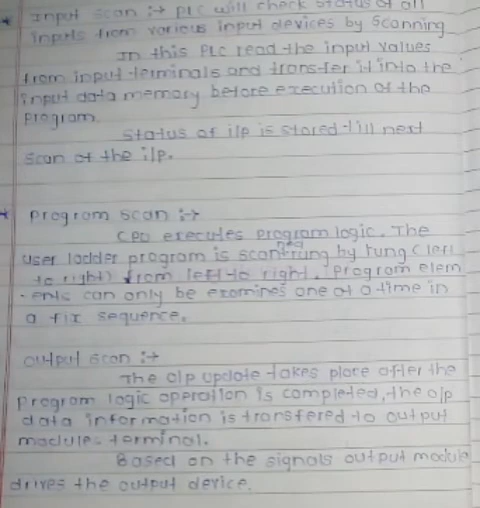 * Input scan :→ PLC will check status of all
inputs from various input devices by scanning
In this PLC read the input values
from input terminals and transfer it into the
input data memory before execution of the
program.
Status of i/p is stored till next
scan of the i/p.
* Program scan :→
CPU executes program logic. The
user ladder program is scanned rung by rung (left
to right) from left to right. Program elem
-ents can only be examines one at a time in
a fix sequence.
output scan :→
The o/p update takes place after the
program logic operation is completed, the o/p
data information is transfered to output
modules terminal.
Based on the signals output module
drives the output device.